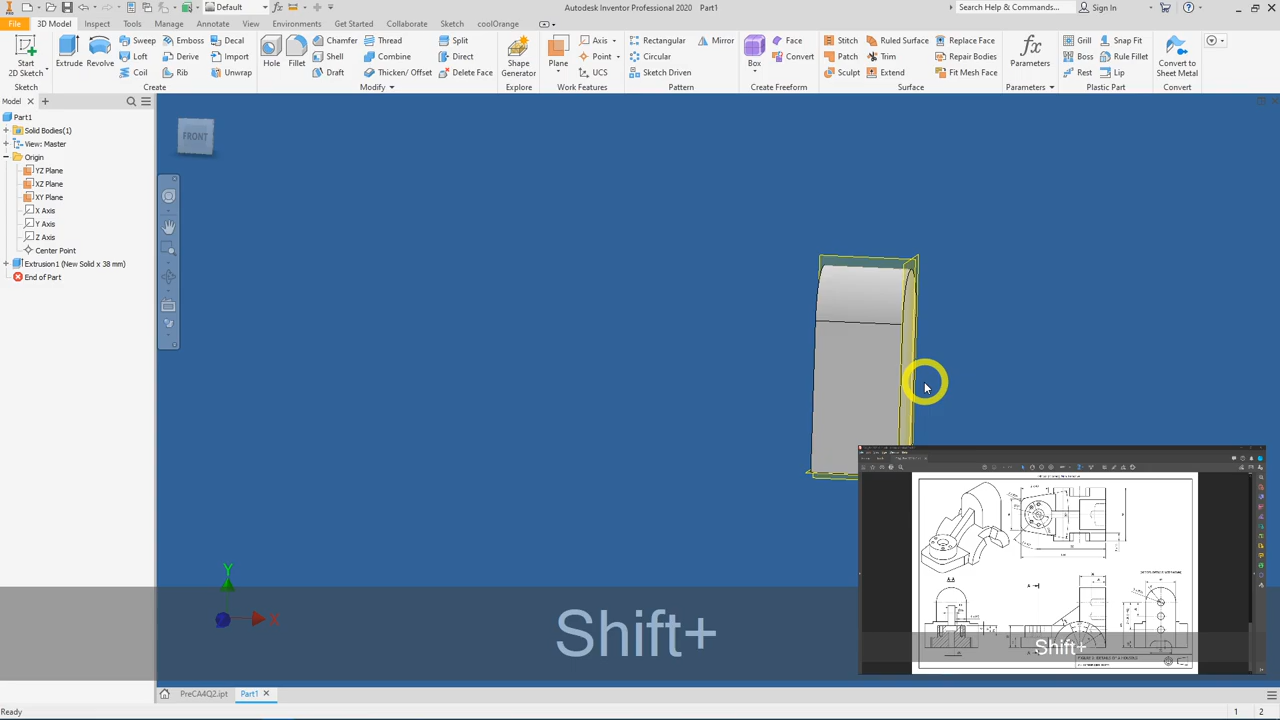 Default
Autodesk Inventor Professional 2020 Part1
Search Help & Commands...
Sign In
File 3D Model Sketch Inspect Tools Manage Annotate View Environments Get Started Collaborate Sketch coolOrange
Start
2D Sketch
Sketch
Extrude
Revolve
Sweep
Loft
Coil
Emboss
Derive
Rib
Decal
Import
Unwrap
Create
Hole
Fillet
Chamfer
Shell
Draft
Thread
Combine
Thicken/ Offset
Split
Direct
Delete Face
Modify
Shape
Generator
Explore
Plane
Axis
Point
UCS
Work Features
Rectangular
Circular
Sketch Driven
Mirror
Pattern
Box
Face
Convert
Create Freeform
Stitch
Patch
Sculpt
Ruled Surface
Trim
Extend
Replace Face
Repair Bodies
Fit Mesh Face
Surface
Parameters
Parameters
Grill
Boss
Rest
Snap Fit
Rule Fillet
Lip
Plastic Part
Convert to
Sheet Metal
Convert
Model
Part1
Solid Bodies(1)
View: Master
Origin
YZ Plane
XZ Plane
XY Plane
X Axis
Y Axis
Z Axis
Center Point
Extrusion1 (New Solid x 38 mm)
End of Part
FRONT
Y
X
Shift+
A-A
Shift+
PreCA4Q2.ipt
Part1
Ready
1
2